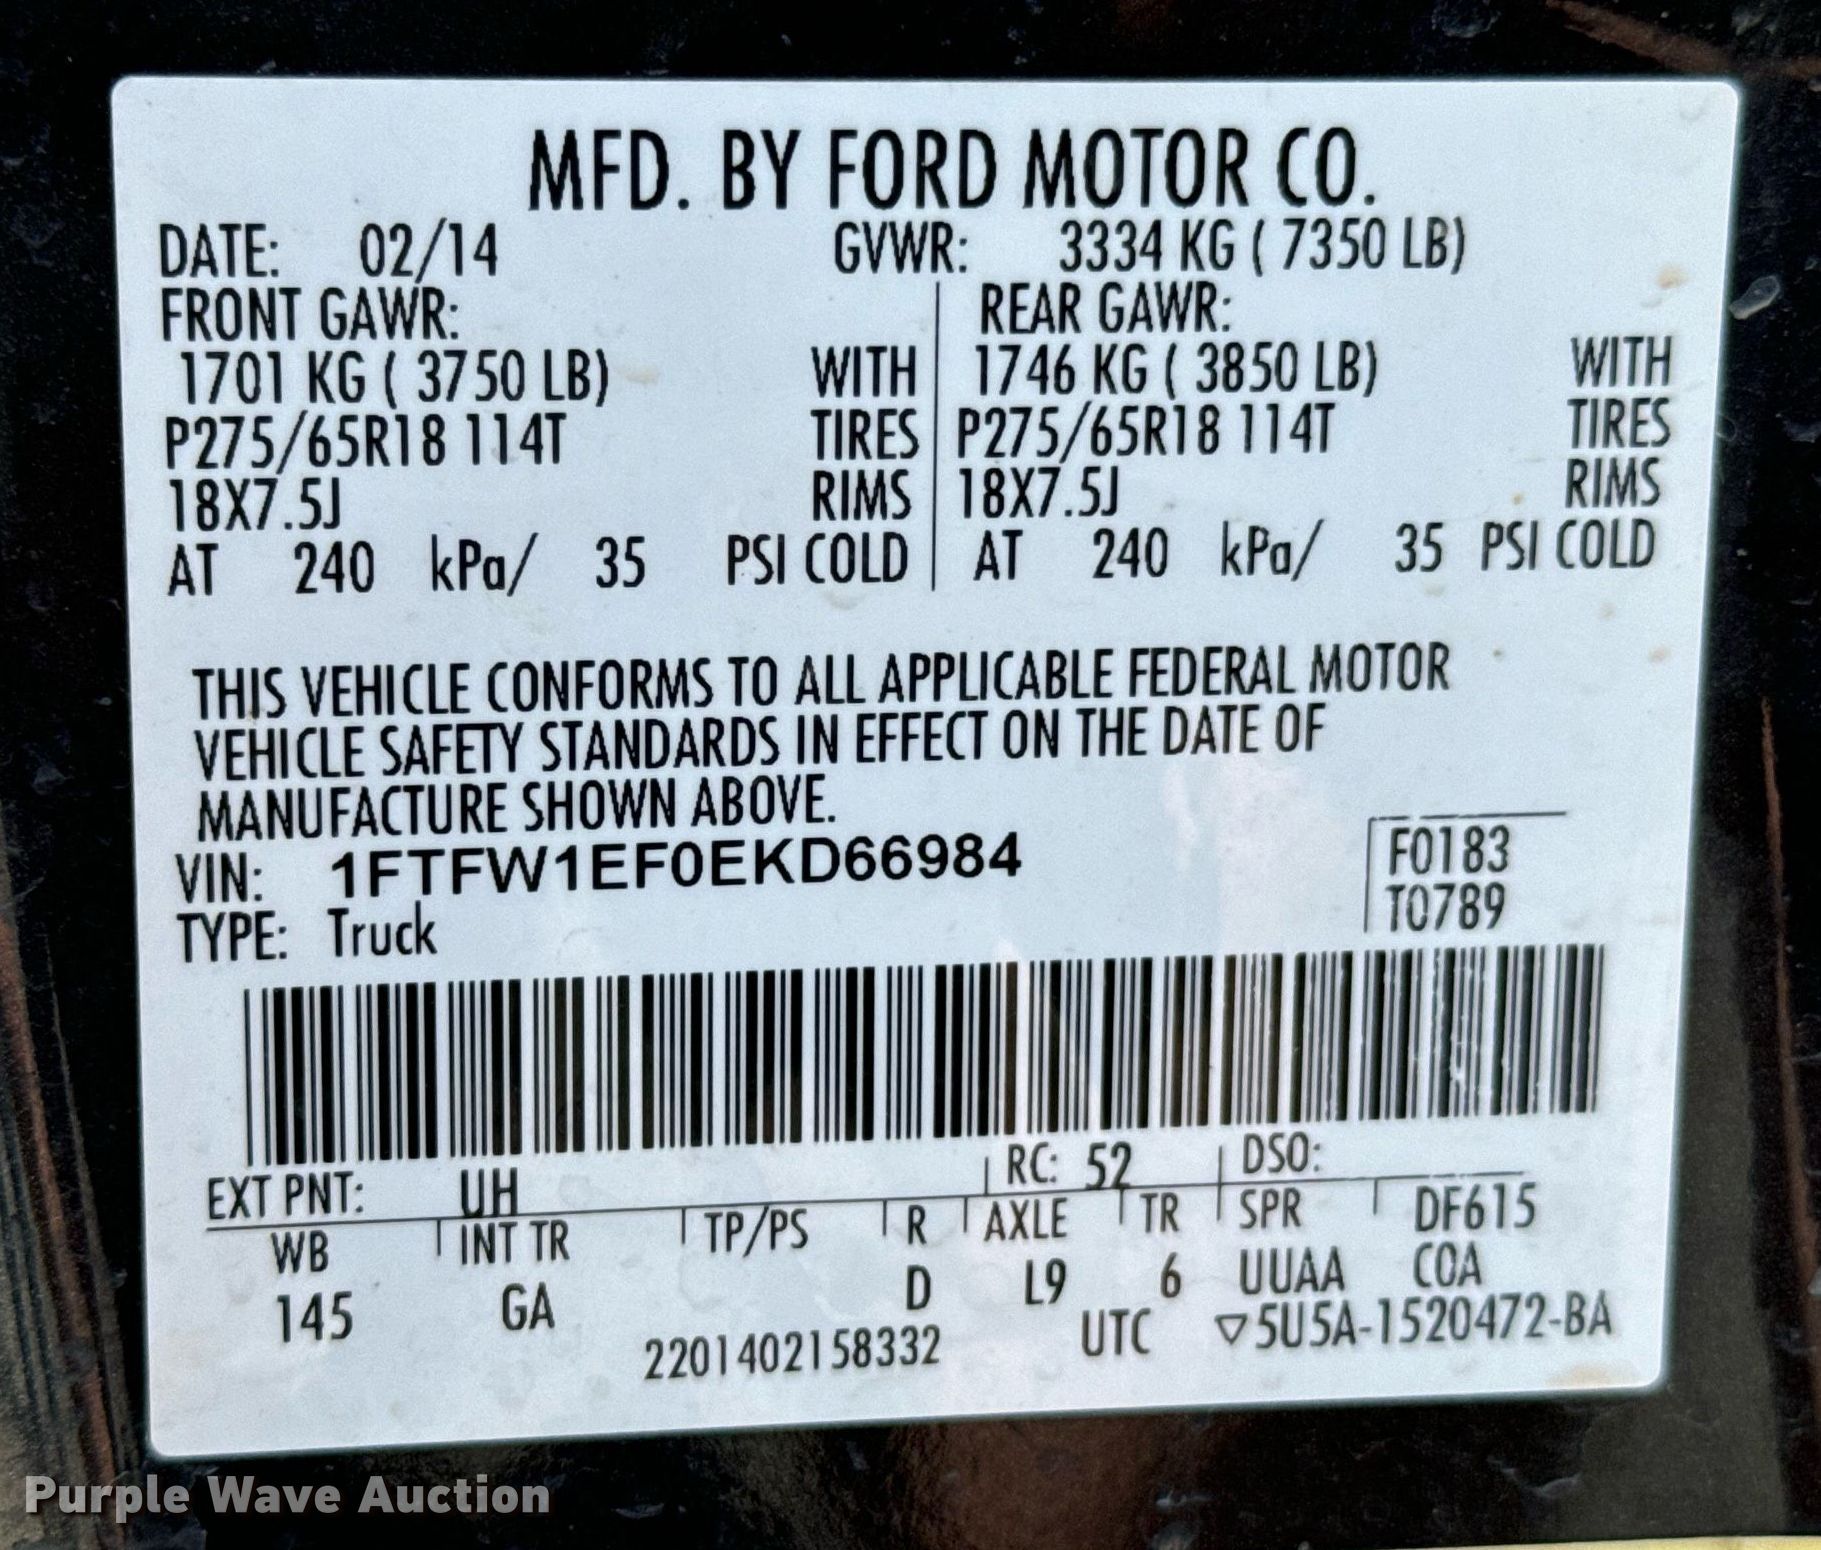 MFD. BY FORD MOTOR CO.
DATE: 02/14 GVWR: 3334 KG ( 7350 LB)
FRONT GAWR: REAR GAWR:
1701 KG ( 3750 LB) WITH 1746 KG ( 3850 LB) WITH
P275/65R18 114T TIRES P275/65R18 114T TIRES
18X7.5J RIMS 18X7.5J RIMS
AT 240 kPa/ 35 PSI COLD AT 240 kPa/ 35 PSI COLD
THIS VEHICLE CONFORMS TO ALL APPLICABLE FEDERAL MOTOR
VEHICLE SAFETY STANDARDS IN EFFECT ON THE DATE OF
MANUFACTURE SHOWN ABOVE.
VIN: 1FTFW1EF0EKD66984 F0183
TYPE: Truck T0789
EXT PNT: UH RC: 52 DSO:
WB INT TR TP/PS R AXLE TR SPR DF615
145 GA D L9 6 UUAA COA
2201402158332 UTC ▽5U5A-1520472-BA
Purple Wave Auction